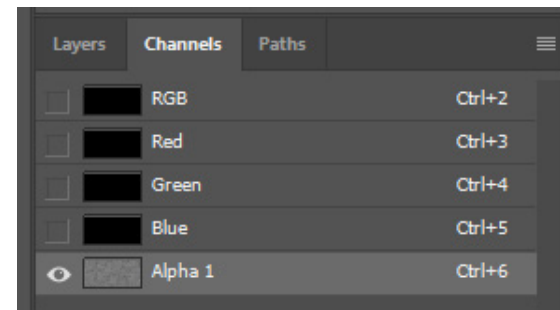 Layers Channels Paths
RGB Ctrl+2
Red Ctrl+3
Green Ctrl+4
Blue Ctrl+5
Alpha 1 Ctrl+6